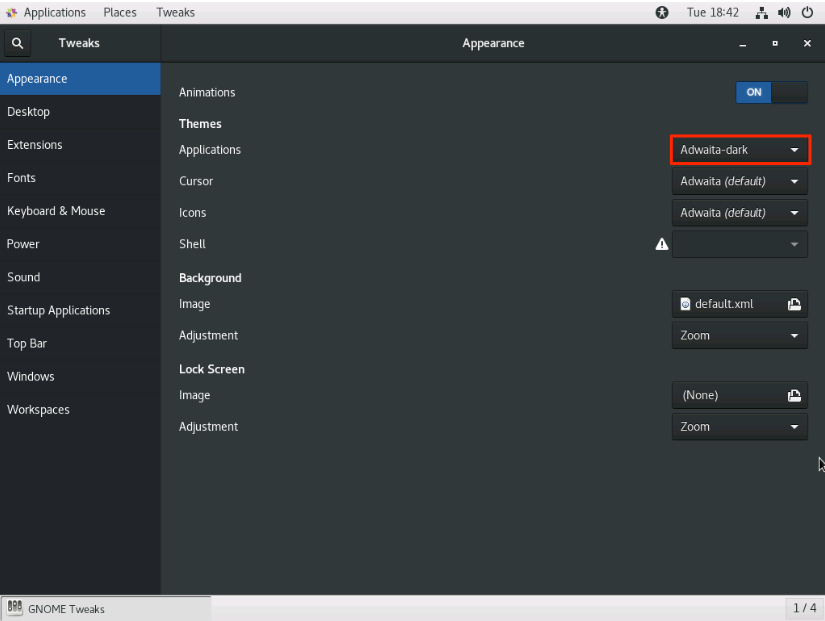 Applications Places Tweaks Tue 18:42
Tweaks Appearance
Appearance
Desktop
Extensions
Fonts
Keyboard & Mouse
Power
Sound
Startup Applications
Top Bar
Windows
Workspaces
Animations ON
Themes
Applications Adwaita-dark
Cursor Adwaita (default)
Icons Adwaita (default)
Shell
Background
Image default.xml
Adjustment Zoom
Lock Screen
Image (None)
Adjustment Zoom
GNOME Tweaks 1 / 4